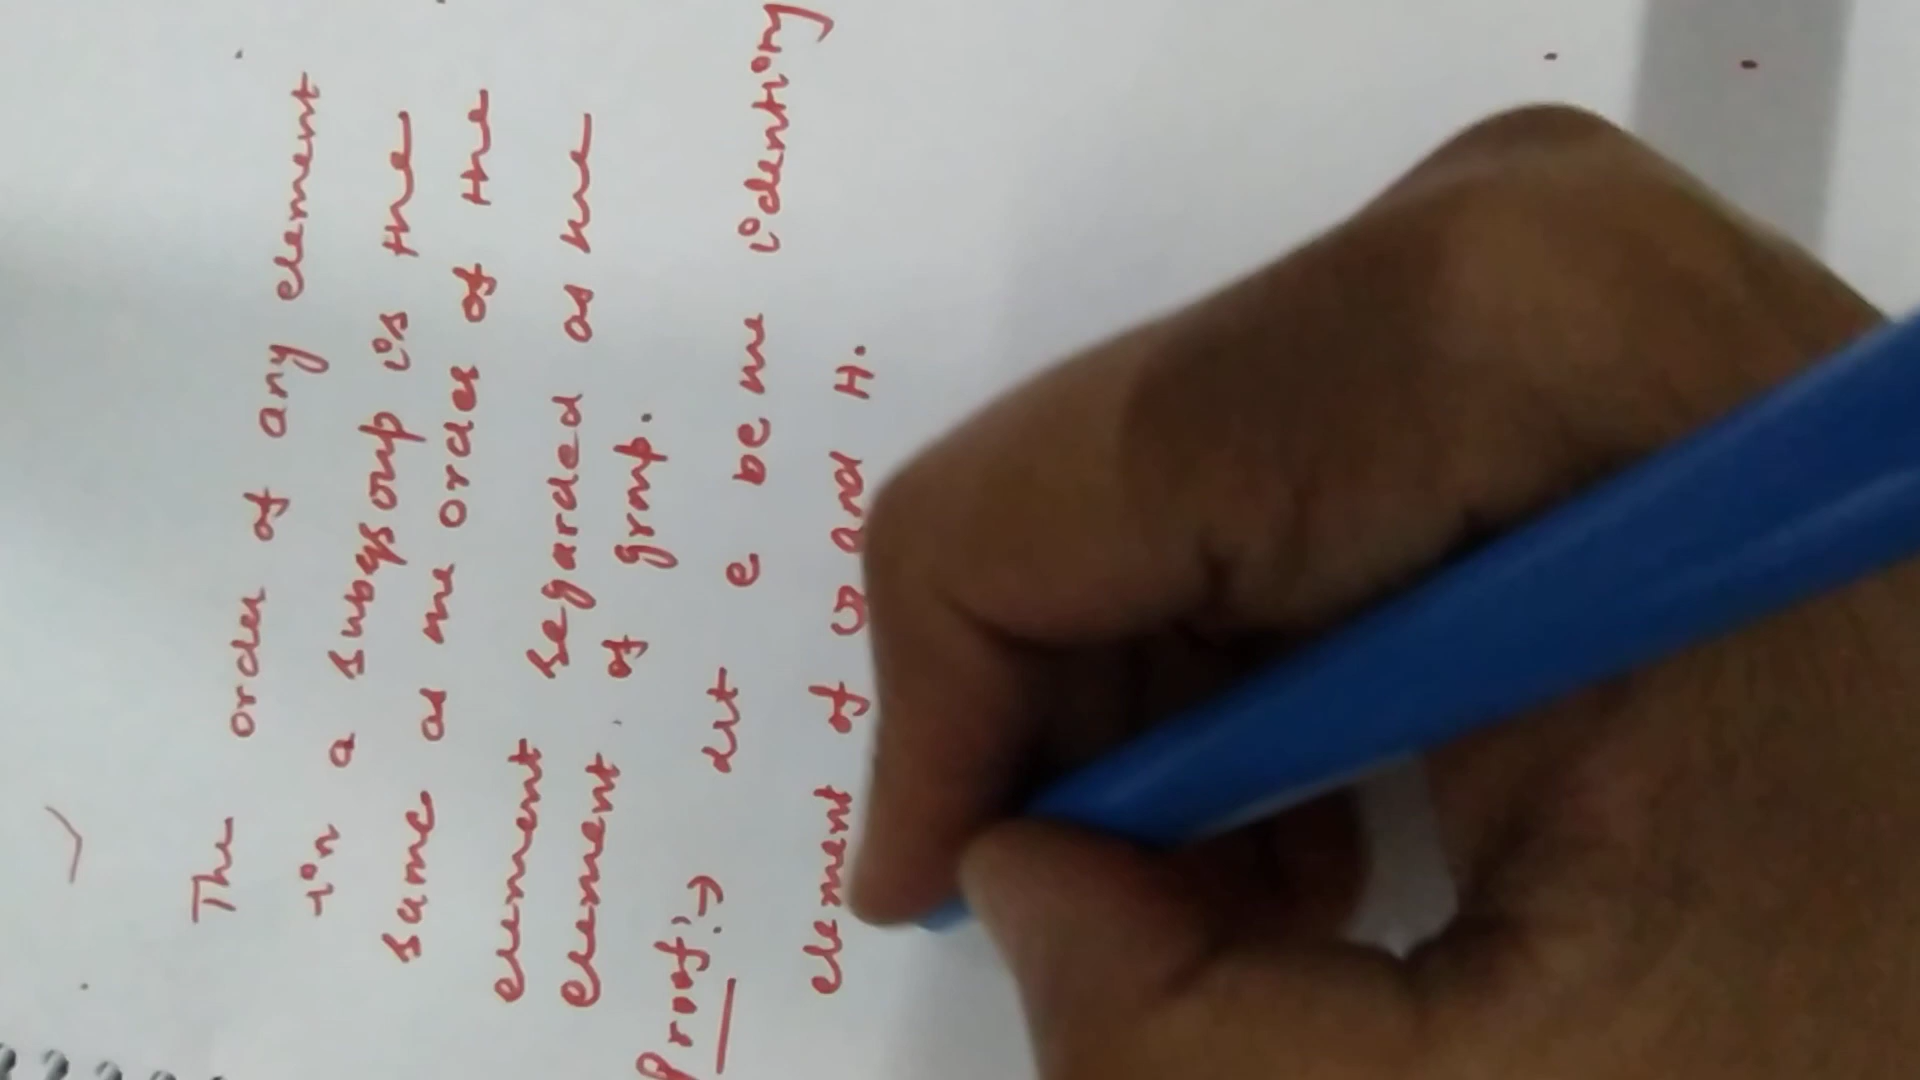 The order of any element
in a subgroup is the
same as the order of the
element regarded as the
element of group.
Proof:→ Let e be the identity
element of G and H.